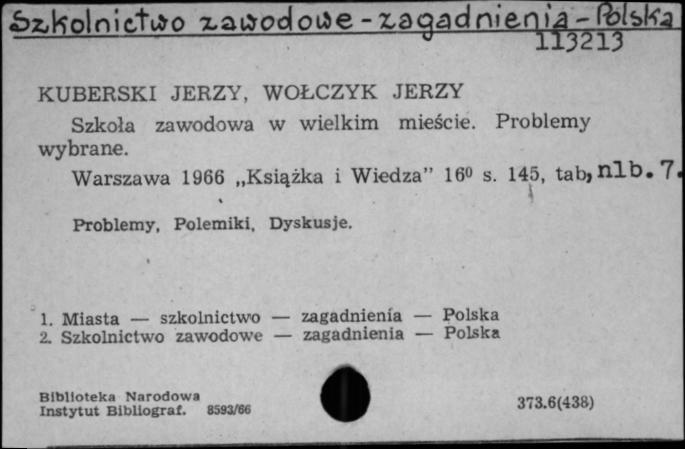 Szkolnictwo zawodowe - zagadnienia - Polska
113213
KUBERSKI JERZY, WOŁCZYK JERZY
Szkoła zawodowa w wielkim mieście. Problemy
wybrane.
Warszawa 1966 „Książka i Wiedza” 16⁰ s. 145, tab, nlb. 7.
Problemy, Polemiki, Dyskusje.
1. Miasta — szkolnictwo — zagadnienia — Polska
2. Szkolnictwo zawodowe — zagadnienia — Polska
Biblioteka Narodowa
Instytut Bibliograf. 8593/66
373.6(438)